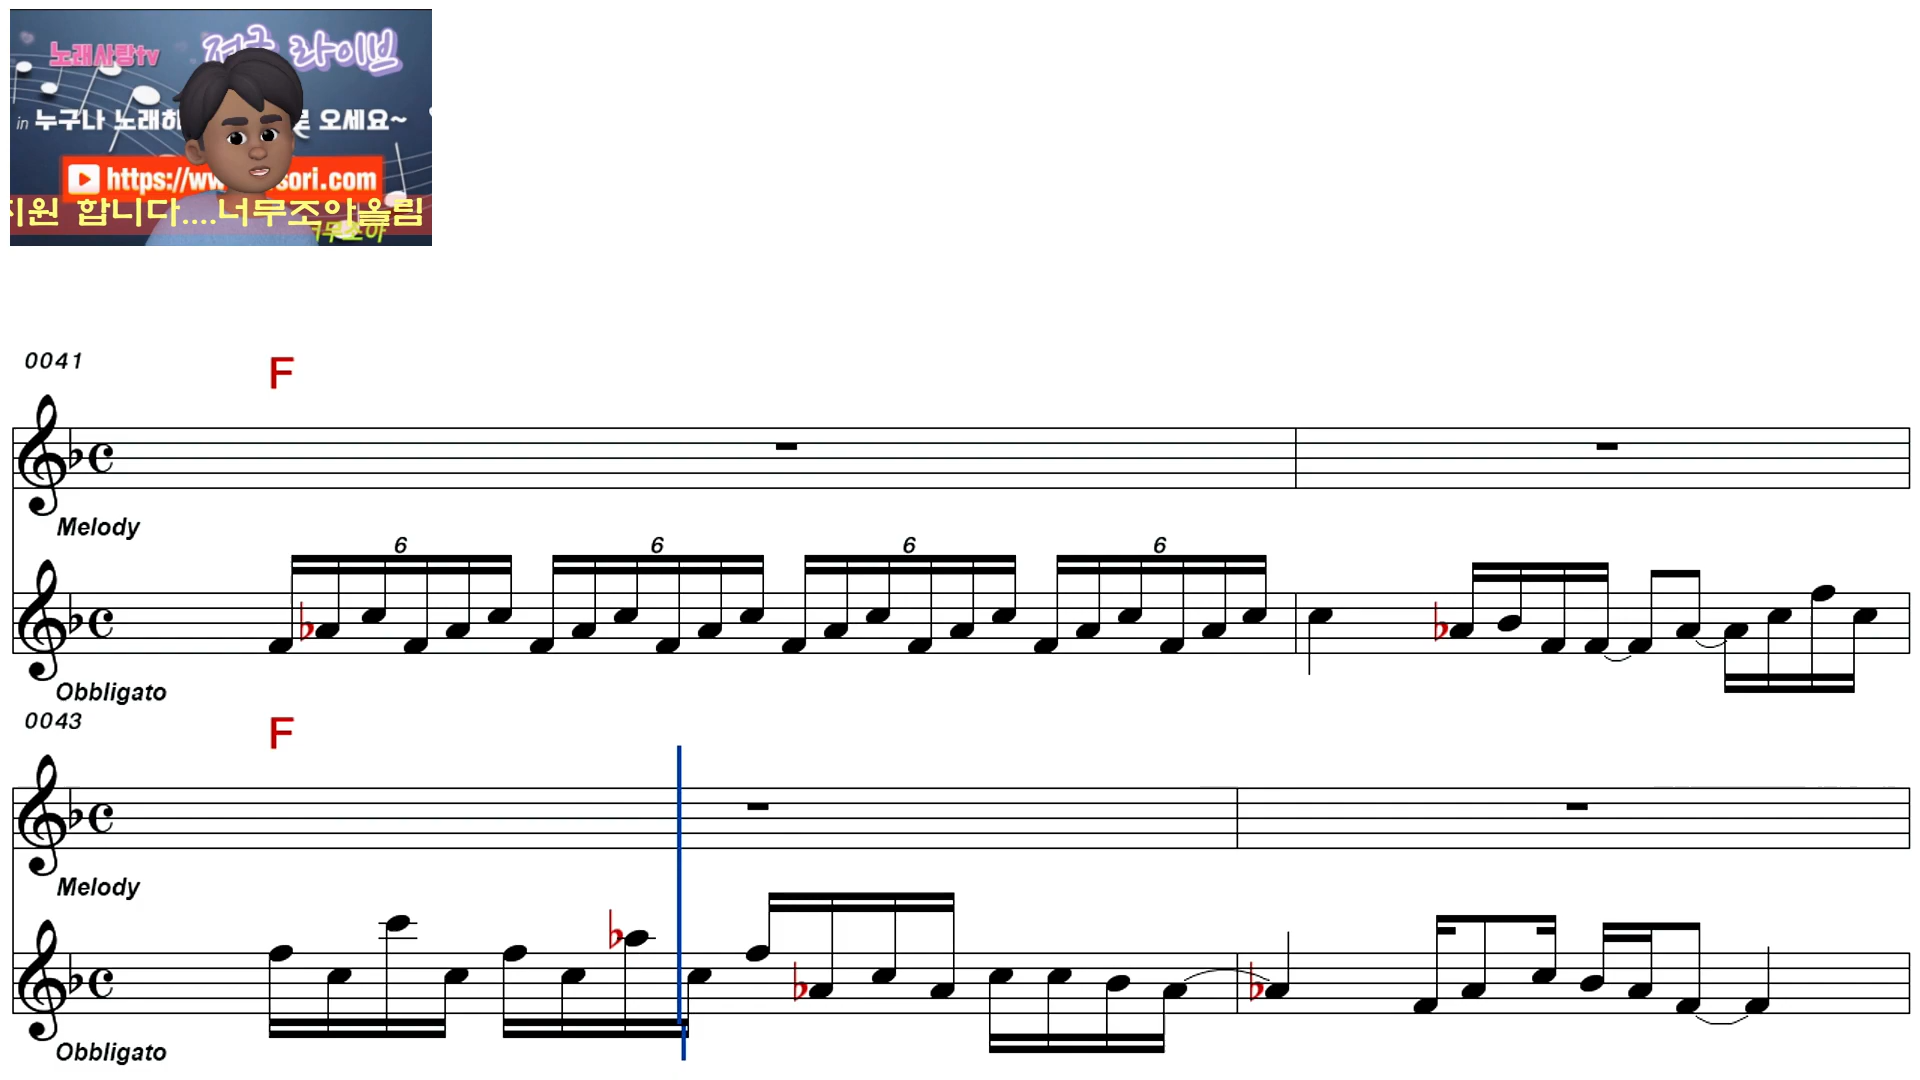 노래사랑tv 라이브
in 누구나 노래하 오세요~
https://ww sori.com
지원 합니다....너무조아올림
0041
F
Melody
6 6 6 6
Obbligato
0043
F
Melody
Obbligato